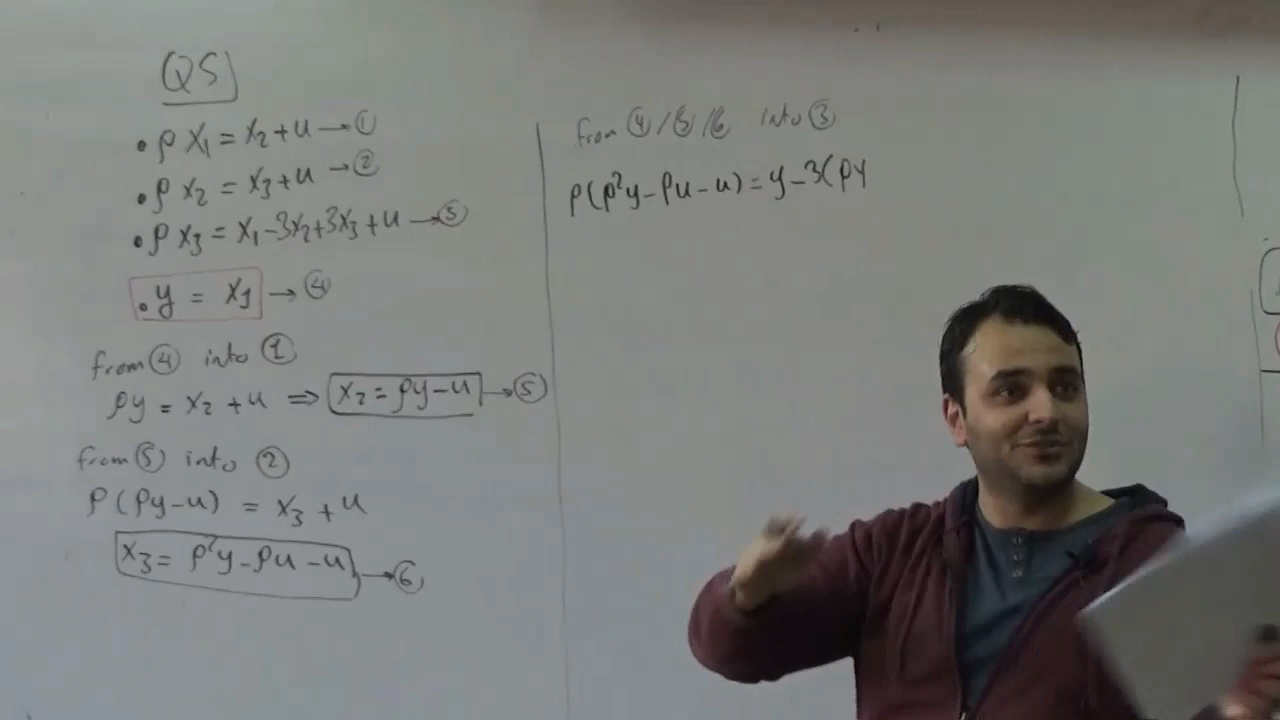 Q5
• ρ x₁ = x₂ + u → ①
• ρ x₂ = x₃ + u → ②
• ρ x₃ = x₁ - 3x₂ + 3x₃ + u → ③
• y = x₁ → ④
from ④ into ①
ρy = x₂ + u ⇒ x₂ = ρy - u → ⑤
from ⑤ into ②
ρ(ρy - u) = x₃ + u
x₃ = ρ²y - ρu - u → ⑥
from ④/⑤/⑥ into ③
ρ(ρ²y - ρu - u) = y - 3(ρy